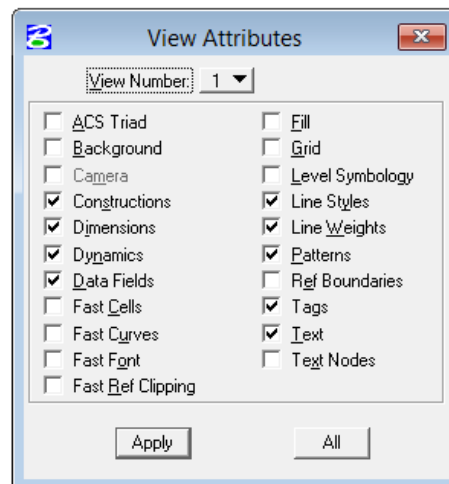 View Attributes
View Number: 1
ACS Triad
Background
Camera
Constructions
Dimensions
Dynamics
Data Fields
Fast Cells
Fast Curves
Fast Font
Fast Ref Clipping
Fill
Grid
Level Symbology
Line Styles
Line Weights
Patterns
Ref Boundaries
Tags
Text
Text Nodes
Apply
All